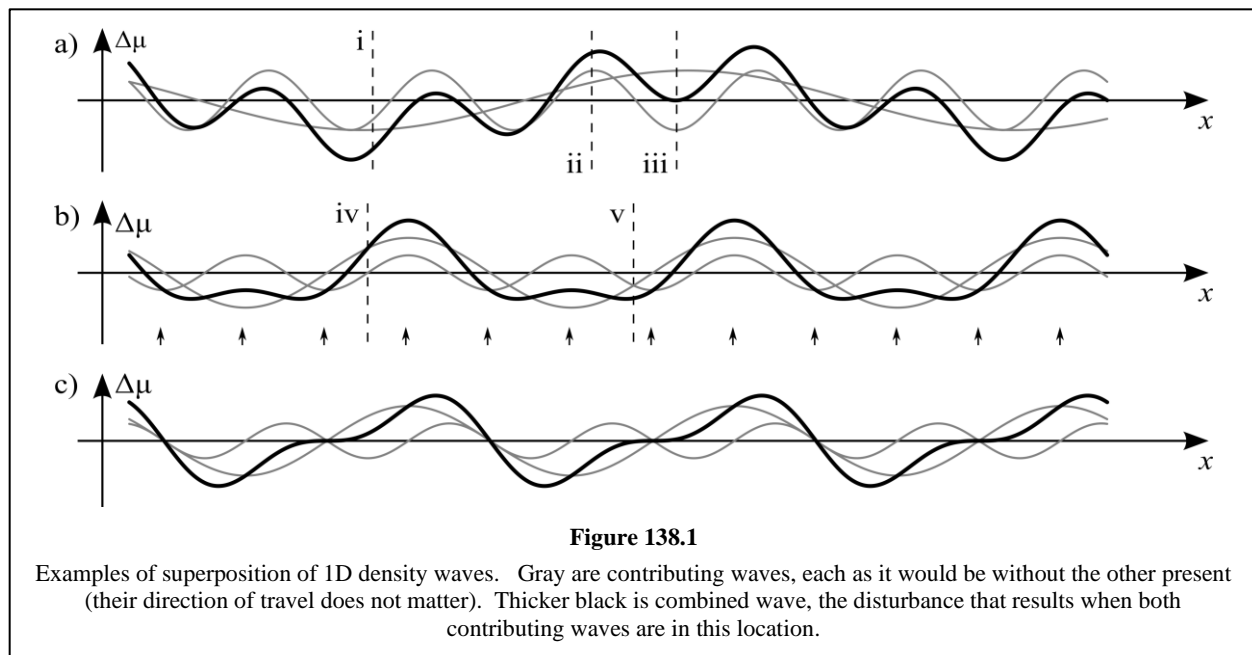 a) Δμ i
x
ii iii
b) Δμ iv v
x
c) Δμ
x
Figure 138.1
Examples of superposition of 1D density waves. Gray are contributing waves, each as it would be without the other present
(their direction of travel does not matter). Thicker black is combined wave, the disturbance that results when both
contributing waves are in this location.